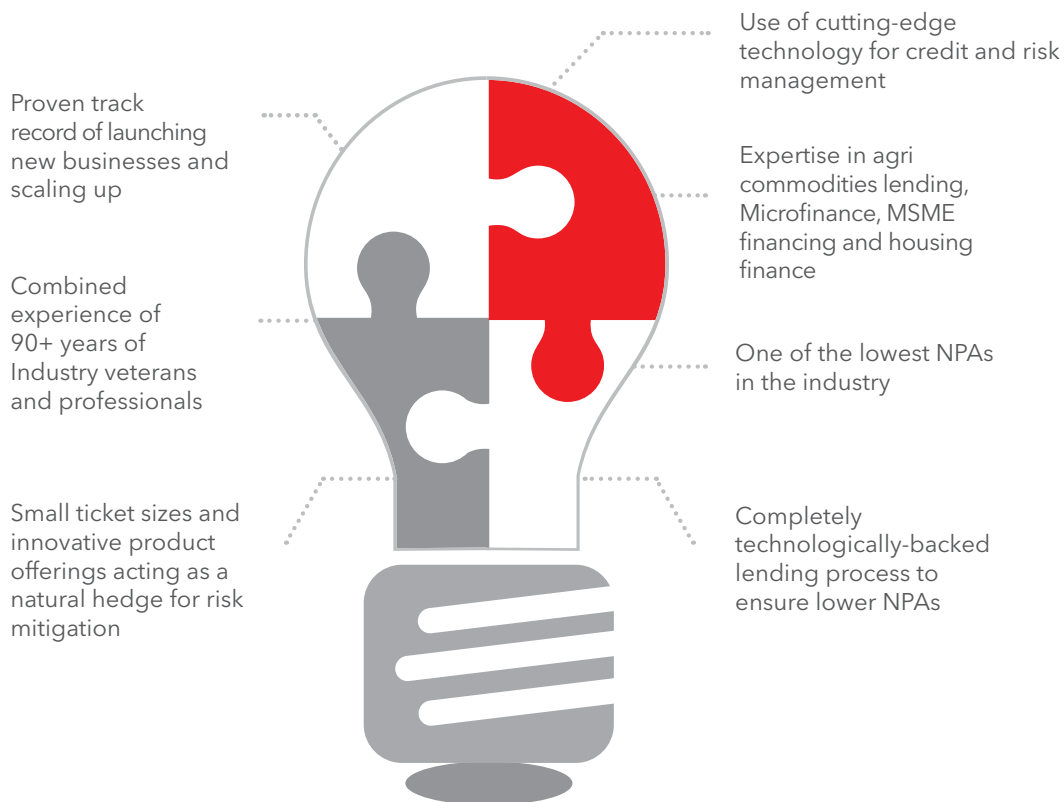 Proven track
record of launching
new businesses and
scaling up
Combined
experience of
90+ years of
Industry veterans
and professionals
Small ticket sizes and
innovative product
offerings acting as a
natural hedge for risk
mitigation
Use of cutting-edge
technology for credit and risk
management
Expertise in agri
commodities lending,
Microfinance, MSME
financing and housing
finance
One of the lowest NPAs
in the industry
Completely
technologically-backed
lending process to
ensure lower NPAs